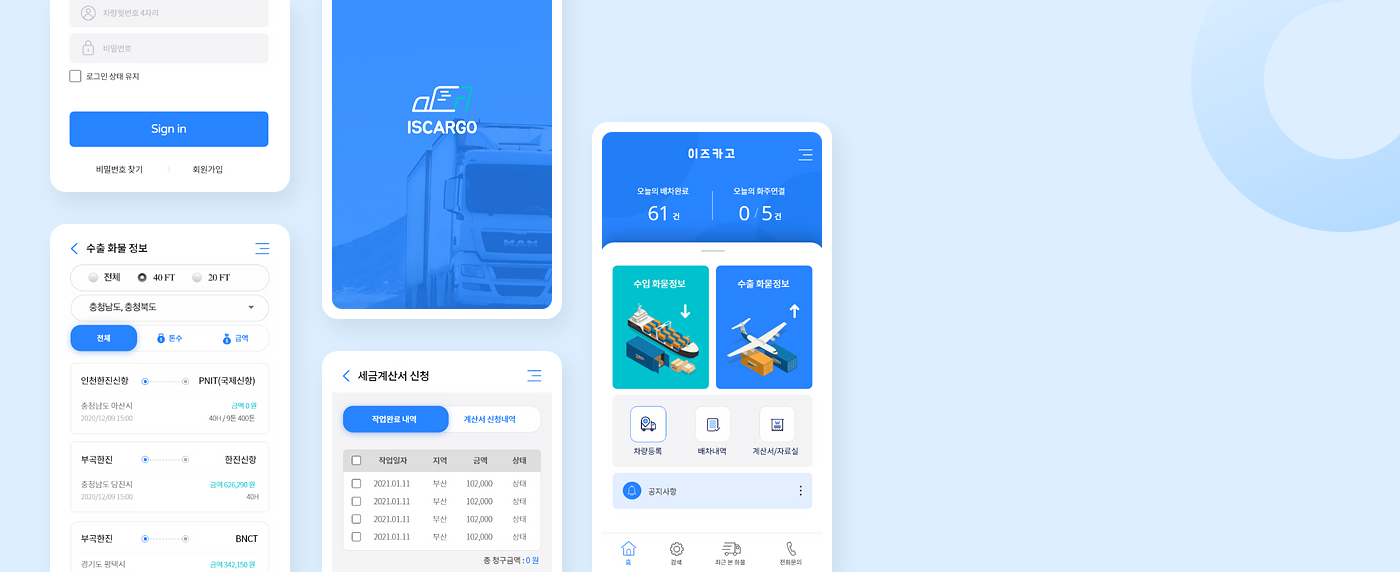 차량뒷번호 4자리
비밀번호
로그인 상태 유지
Sign in
비밀번호 찾기
회원가입
수출 화물 정보
전체 40 FT 20 FT
충청남도, 충청북도
전체 톤수 금액
인천한진신항 PNIT(국제신항)
충청남도 아산시 금액 0 원
2020/12/09 15:00 40H / 9톤 400톤
부곡한진 한진신항
충청남도 당진시 금액 626,290 원
2020/12/09 15:00 40H
부곡한진 BNCT
경기도 평택시 금액 342,150 원
ISCARGO
MAN
세금계산서 신청
작업완료 내역 계산서 신청내역
작업일자 지역 금액 상태
2021.01.11 부산 102,000 상태
2021.01.11 부산 102,000 상태
2021.01.11 부산 102,000 상태
2021.01.11 부산 102,000 상태
총 청구금액 : 0 원
이즈카고
오늘의 배차완료 오늘의 화주연결
61 건 0 / 5 건
수입 화물정보 수출 화물정보
차량등록 배차내역 계산서/자료실
공지사항
홈 검색 최근 본 화물 전화문의